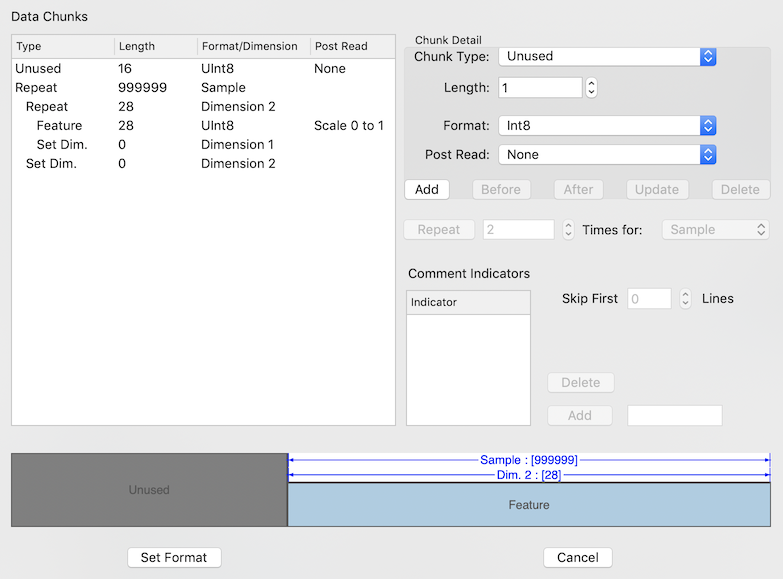 Data Chunks
Type Length Format/Dimension Post Read
Unused 16 UInt8 None
Repeat 999999 Sample
Repeat 28 Dimension 2
Feature 28 UInt8 Scale 0 to 1
Set Dim. 0 Dimension 1
Set Dim. 0 Dimension 2
Chunk Detail
Chunk Type: Unused
Length: 1
Format: Int8
Post Read: None
Add Before After Update Delete
Repeat 2 Times for: Sample
Comment Indicators
Indicator
Skip First 0 Lines
Delete
Add
Sample : [999999]
Dim. 2 : [28]
Unused
Feature
Set Format
Cancel